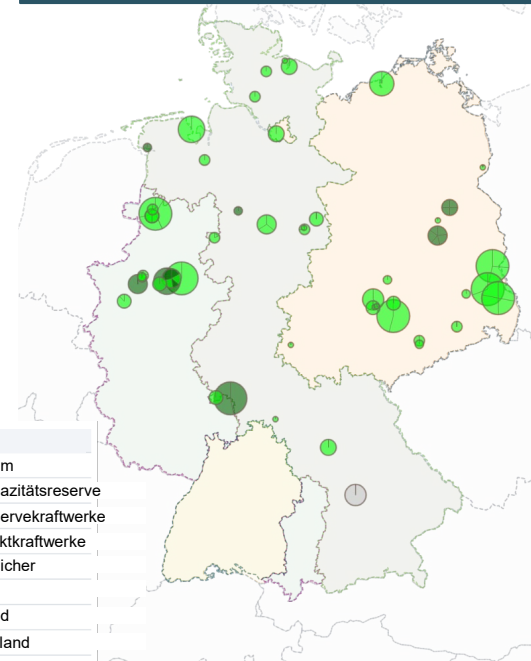 m
azitätsreserve
ervekraftwerke
ktkraftwerke
icher
d
land